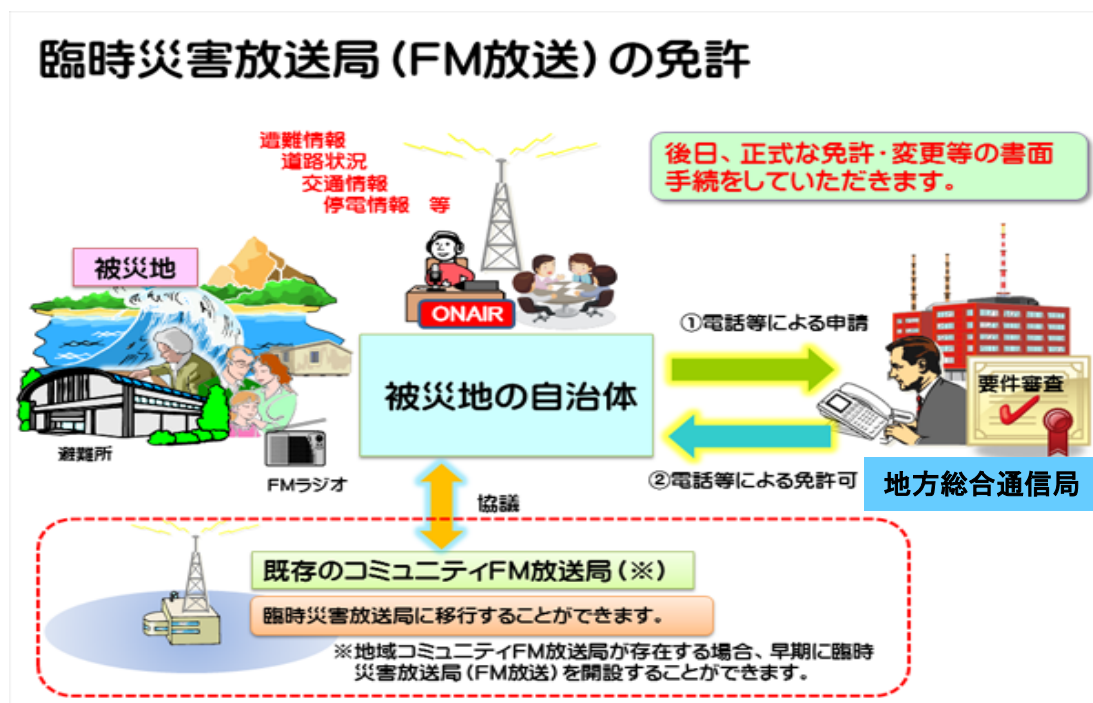 臨時災害放送局(FM放送)の免許
遭難情報
道路状況
交通情報
停電情報 等
後日、正式な免許・変更等の書面
手続をしていただきます。
被災地
ONAIR
①電話等による申請
被災地の自治体
要件審査
避難所
FMラジオ
②電話等による免許可
地方総合通信局
協議
既存のコミュニティFM放送局(※)
臨時災害放送局に移行することができます。
※地域コミュニティFM放送局が存在する場合、早期に臨時
災害放送局(FM放送)を開設することができます。